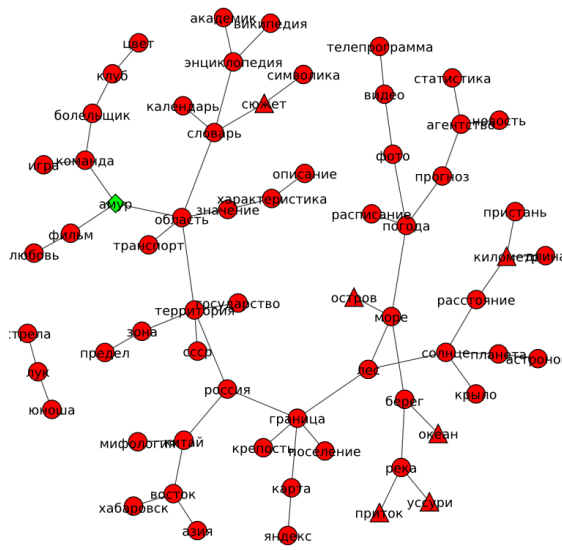 академик
википедия
цвет
телепрограмма
энциклопедия
символика
клуб
статистика
видео
календарь
сюжет
болельщик
новость
агентство
словарь
фото
команда
игра
описание
прогноз
характеристика
амур
значение
расписание
пристань
область
погода
фильм
транспорт
любовь
километр
длина
государство
остров
расстояние
территория
море
зона
предел
ссср
солнце
планета
лес
лук
россия
крыло
берег
юноша
граница
океан
мифология
китай
крепость
поселение
река
карта
восток
хабаровск
уссури
приток
азия
яндекс